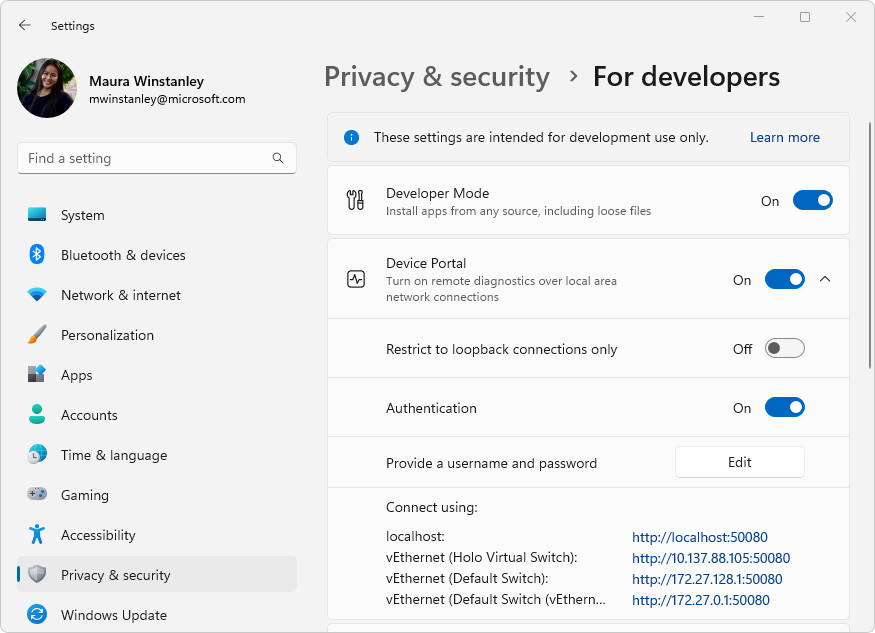 Settings
Maura Winstanley
mwinstanley@microsoft.com
Find a setting
System
Bluetooth & devices
Network & internet
Personalization
Apps
Accounts
Time & language
Gaming
Accessibility
Privacy & security
Windows Update
Privacy & security > For developers
These settings are intended for development use only. Learn more
Developer Mode
Install apps from any source, including loose files
On
Device Portal
Turn on remote diagnostics over local area
network connections
On
Restrict to loopback connections only Off
Authentication On
Provide a username and password Edit
Connect using:
localhost: http://localhost:50080
vEthernet (Holo Virtual Switch): http://10.137.88.105:50080
vEthernet (Default Switch): http://172.27.128.1:50080
vEthernet (Default Switch (vEthern... http://172.27.0.1:50080